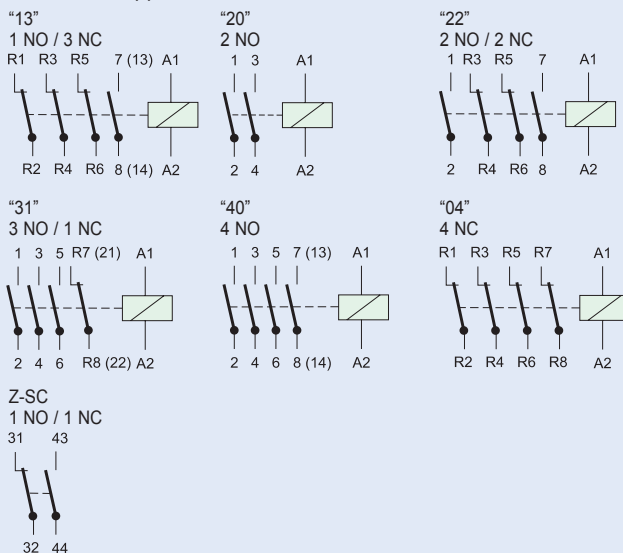 “13”
1 NO / 3 NC
R1 R3 R5 7 (13) A1
R2 R4 R6 8 (14) A2
“20”
2 NO
1 3 A1
2 4 A2
“22”
2 NO / 2 NC
1 R3 R5 7 A1
2 R4 R6 8 A2
“31”
3 NO / 1 NC
1 3 5 R7 (21) A1
2 4 6 R8 (22) A2
“40”
4 NO
1 3 5 7 (13) A1
2 4 6 8 (14) A2
“04”
4 NC
R1 R3 R5 R7 A1
R2 R4 R6 R8 A2
Z-SC
1 NO / 1 NC
31 43
32 44